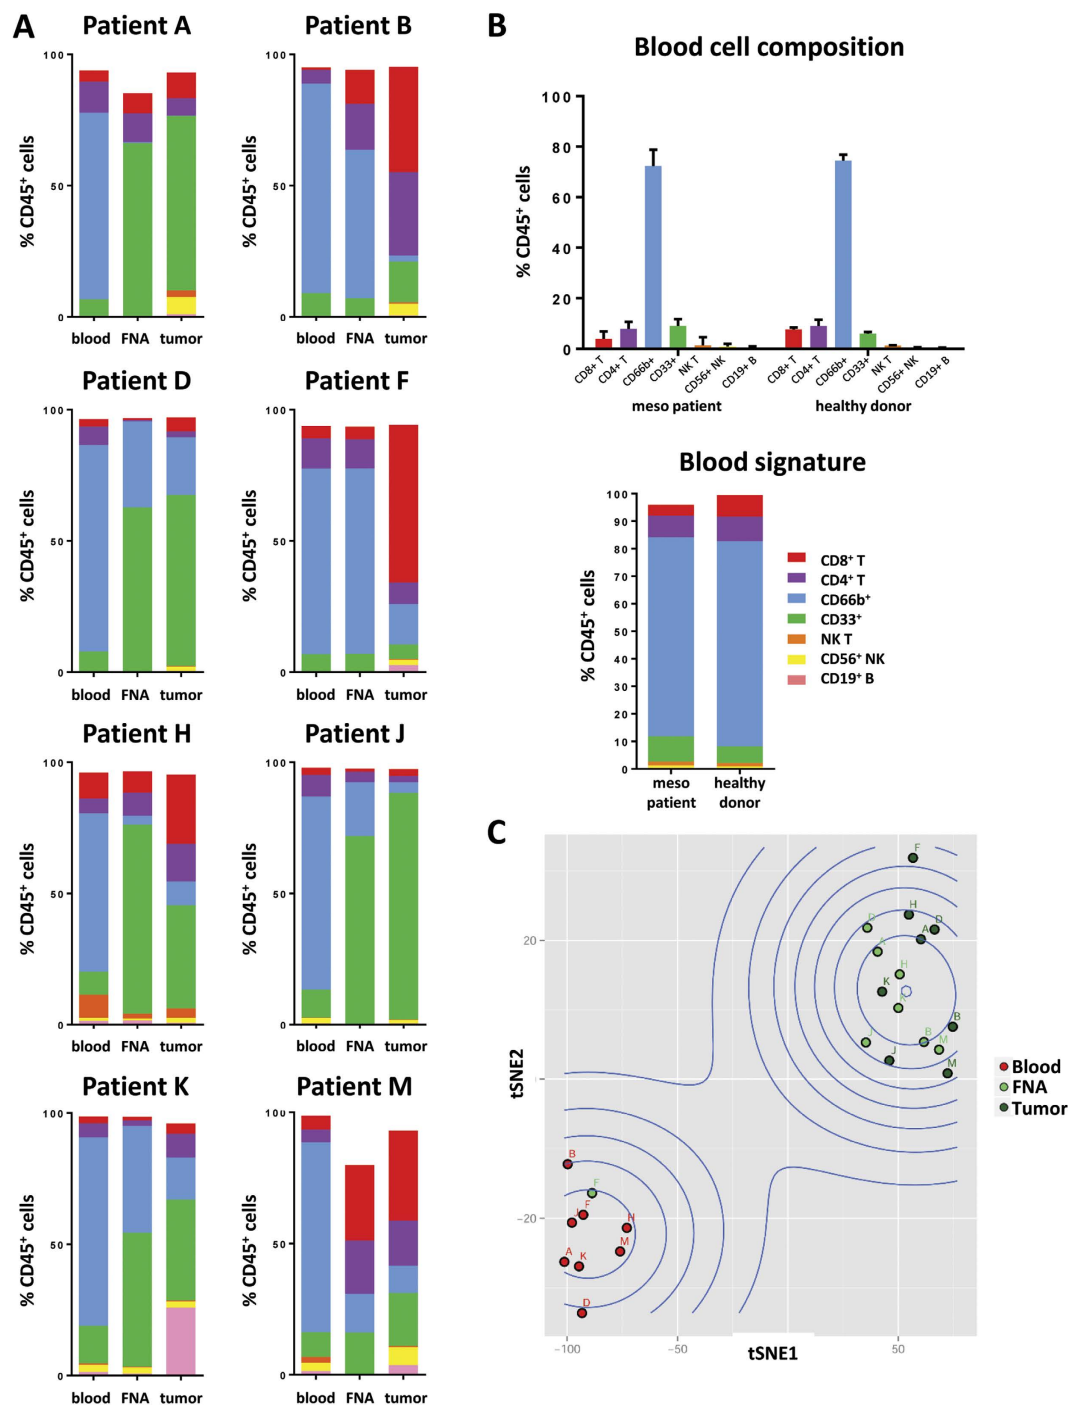 A
Patient A
Patient B
100
50
0
% CD45+ cells
blood FNA tumor
100
50
0
% CD45+ cells
blood FNA tumor
Patient D
Patient F
100
50
0
% CD45+ cells
blood FNA tumor
100
50
0
% CD45+ cells
blood FNA tumor
Patient H
Patient J
100
50
0
% CD45+ cells
blood FNA tumor
100
50
0
% CD45+ cells
blood FNA tumor
Patient K
Patient M
100
50
0
% CD45+ cells
blood FNA tumor
100
50
0
% CD45+ cells
blood FNA tumor
B
Blood cell composition
100
80
60
40
20
0
% CD45+ cells
CD8+ T CD4+ T CD66b+ CD33+ NK T CD56+ NK CD19+ B CD8+ T CD4+ T CD66b+ CD33+ NK T CD56+ NK CD19+ B
meso patient healthy donor
Blood signature
100
90
80
70
60
50
40
30
20
10
0
% CD45+ cells
meso patient
healthy donor
CD8+ T
CD4+ T
CD66b+
CD33+
NK T
CD56+ NK
CD19+ B
C
20
-20
tSNE2
F
H
D
A
D
A
H
K
K
B
B
M
J
J
M
B
F
F
J
H
M
A
K
D
-100 -50 50
tSNE1
Blood
FNA
Tumor